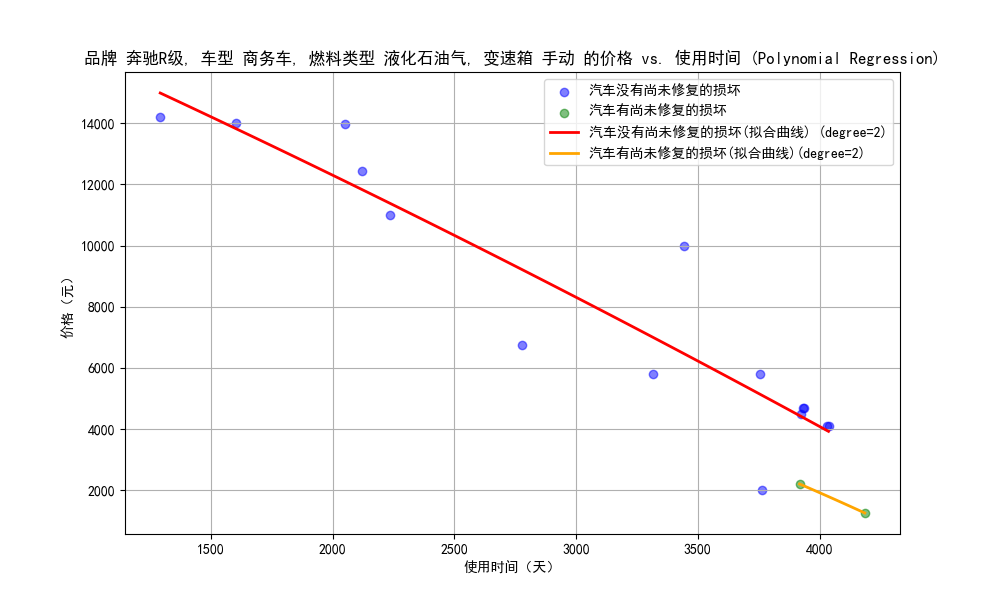 品牌 奔驰R级, 车型 商务车, 燃料类型 液化石油气, 变速箱 手动 的价格 vs. 使用时间 (Polynomial Regression)
汽车没有尚未修复的损坏
汽车有尚未修复的损坏
汽车没有尚未修复的损坏(拟合曲线) (degree=2)
汽车有尚未修复的损坏(拟合曲线)(degree=2)
价格（元）
14000
12000
10000
8000
6000
4000
2000
1500 2000 2500 3000 3500 4000
使用时间（天）